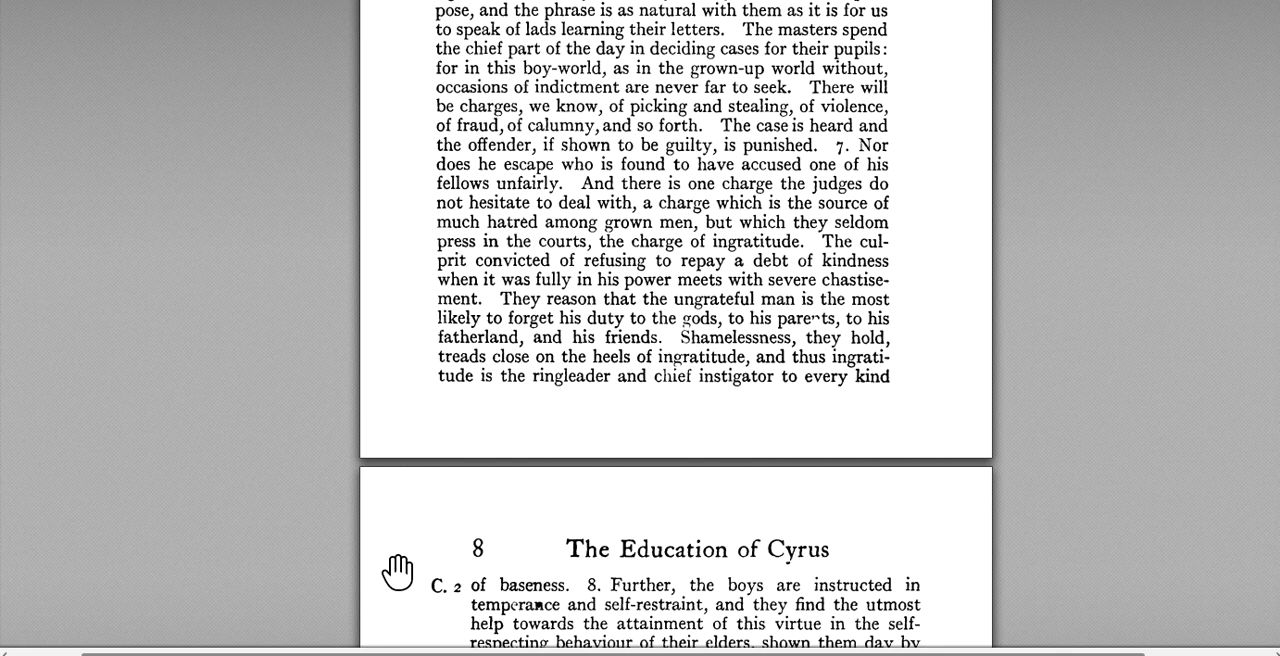 pose, and the phrase is as natural with them as it is for us
to speak of lads learning their letters. The masters spend
the chief part of the day in deciding cases for their pupils:
for in this boy-world, as in the grown-up world without,
occasions of indictment are never far to seek. There will
be charges, we know, of picking and stealing, of violence,
of fraud, of calumny, and so forth. The case is heard and
the offender, if shown to be guilty, is punished. 7. Nor
does he escape who is found to have accused one of his
fellows unfairly. And there is one charge the judges do
not hesitate to deal with, a charge which is the source of
much hatred among grown men, but which they seldom
press in the courts, the charge of ingratitude. The cul-
prit convicted of refusing to repay a debt of kindness
when it was fully in his power meets with severe chastise-
ment. They reason that the ungrateful man is the most
likely to forget his duty to the gods, to his parents, to his
fatherland, and his friends. Shamelessness, they hold,
treads close on the heels of ingratitude, and thus ingrati-
tude is the ringleader and chief instigator to every kind
8 The Education of Cyrus
C. 2 of baseness. 8. Further, the boys are instructed in
temperance and self-restraint, and they find the utmost
help towards the attainment of this virtue in the self-
respecting behaviour of their elders, shown them day by